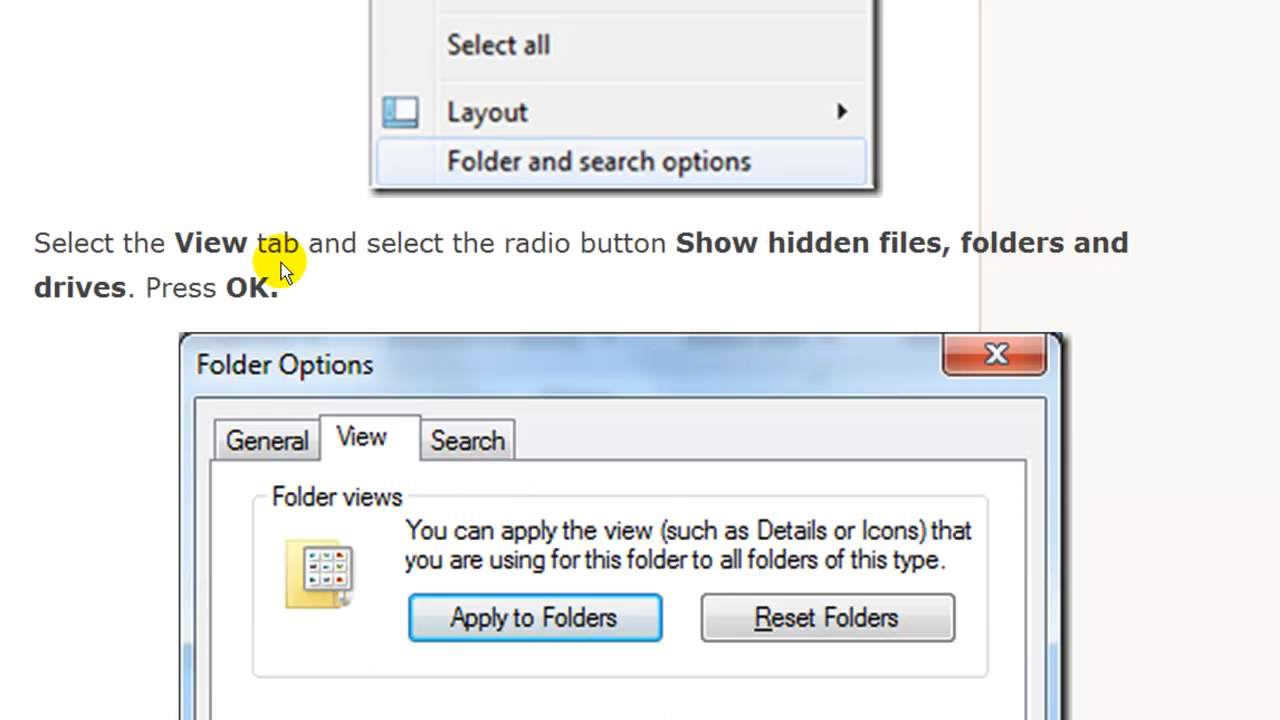 Select all
Layout
Folder and search options
Select the View tab and select the radio button Show hidden files, folders and
drives. Press OK.
Folder Options
General View Search
Folder views
You can apply the view (such as Details or Icons) that
you are using for this folder to all folders of this type.
Apply to Folders Reset Folders